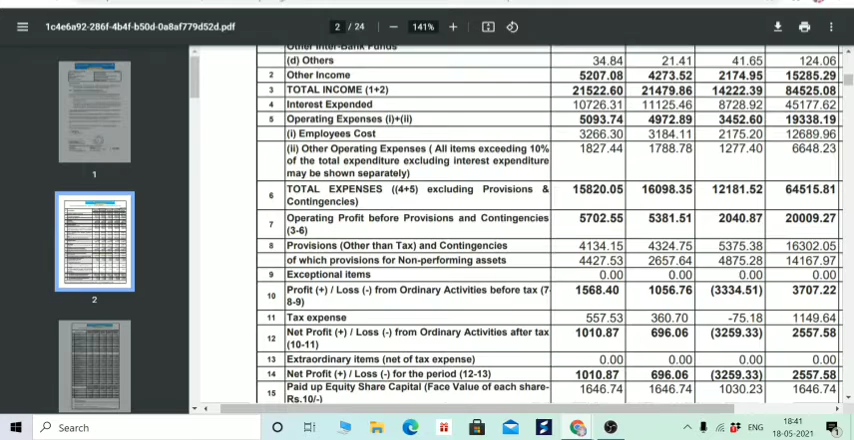 1c4e6a92-286f-4b4f-b50d-0a8af779d52d.pdf 2 / 24 — 141% +
Other Inter-Bank Funds
(d) Others 34.84 21.41 41.65 124.06
2 Other Income 5207.08 4273.52 2174.95 15285.29
3 TOTAL INCOME (1+2) 21522.60 21479.86 14222.39 84525.08
4 Interest Expended 10726.31 11125.46 8728.92 45177.62
5 Operating Expenses (i)+(ii) 5093.74 4972.89 3452.60 19338.19
(i) Employees Cost 3266.30 3184.11 2175.20 12689.96
(ii) Other Operating Expenses ( All items exceeding 10% 1827.44 1788.78 1277.40 6648.23
of the total expenditure excluding interest expenditure
may be shown separately)
6 TOTAL EXPENSES ((4+5) excluding Provisions & 15820.05 16098.35 12181.52 64515.81
Contingencies)
7 Operating Profit before Provisions and Contingencies 5702.55 5381.51 2040.87 20009.27
(3-6)
8 Provisions (Other than Tax) and Contingencies 4134.15 4324.75 5375.38 16302.05
of which provisions for Non-performing assets 4427.53 2657.64 4875.28 14167.97
9 Exceptional items 0.00 0.00 0.00 0.00
10 Profit (+) / Loss (-) from Ordinary Activities before tax (7- 1568.40 1056.76 (3334.51) 3707.22
8-9)
11 Tax expense 557.53 360.70 -75.18 1149.64
12 Net Profit (+) / Loss (-) from Ordinary Activities after tax 1010.87 696.06 (3259.33) 2557.58
(10-11)
13 Extraordinary items (net of tax expense) 0.00 0.00 0.00 0.00
14 Net Profit (+) / Loss (-) for the period (12-13) 1010.87 696.06 (3259.33) 2557.58
15 Paid up Equity Share Capital (Face Value of each share- 1646.74 1646.74 1030.23 1646.74
Rs.10/-)
1
2
Search
ENG
18:41
18-05-2021